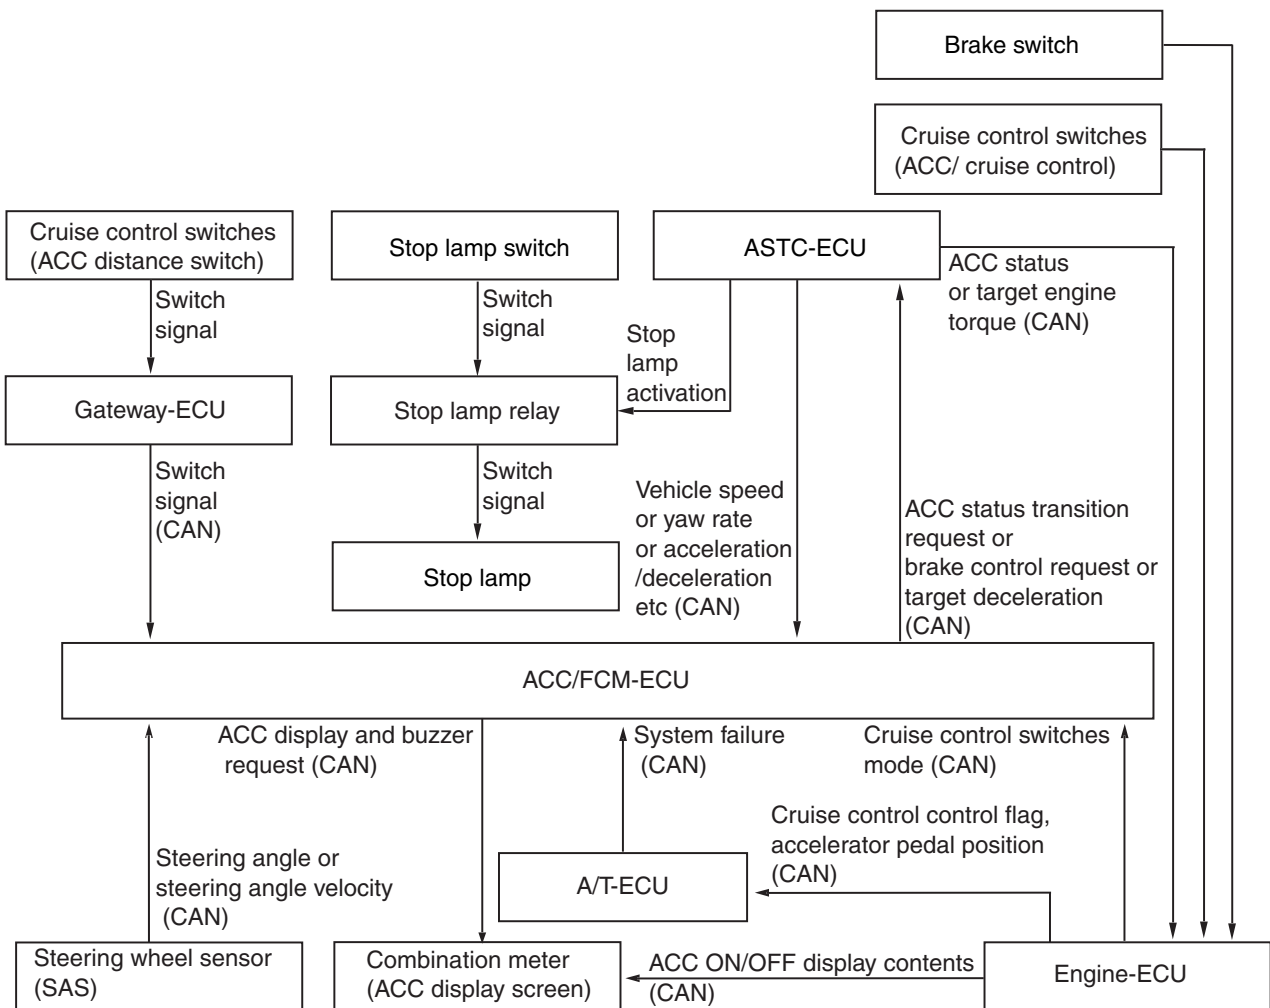 Brake switch
Cruise control switches
(ACC/ cruise control)
Cruise control switches
(ACC distance switch)
Stop lamp switch
ASTC-ECU
ACC status
or target engine
torque (CAN)
Switch
signal
Switch
signal
Stop
lamp
activation
Gateway-ECU
Stop lamp relay
Switch
signal
(CAN)
Switch
signal
Vehicle speed
or yaw rate
or acceleration
/deceleration
etc (CAN)
ACC status transition
request or
brake control request or
target deceleration
(CAN)
Stop lamp
ACC/FCM-ECU
ACC display and buzzer
request (CAN)
System failure
(CAN)
Cruise control switches
mode (CAN)
Cruise control control flag,
accelerator pedal position
(CAN)
Steering angle or
steering angle velocity
(CAN)
A/T-ECU
Steering wheel sensor
(SAS)
Combination meter
(ACC display screen)
ACC ON/OFF display contents
(CAN)
Engine-ECU